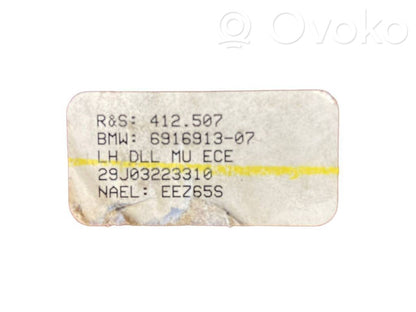 Ovoko
R&S: 412.507
BMW: 6916913-07
LH DLL MU ECE
29J03223310
NAEL: EEZ65S